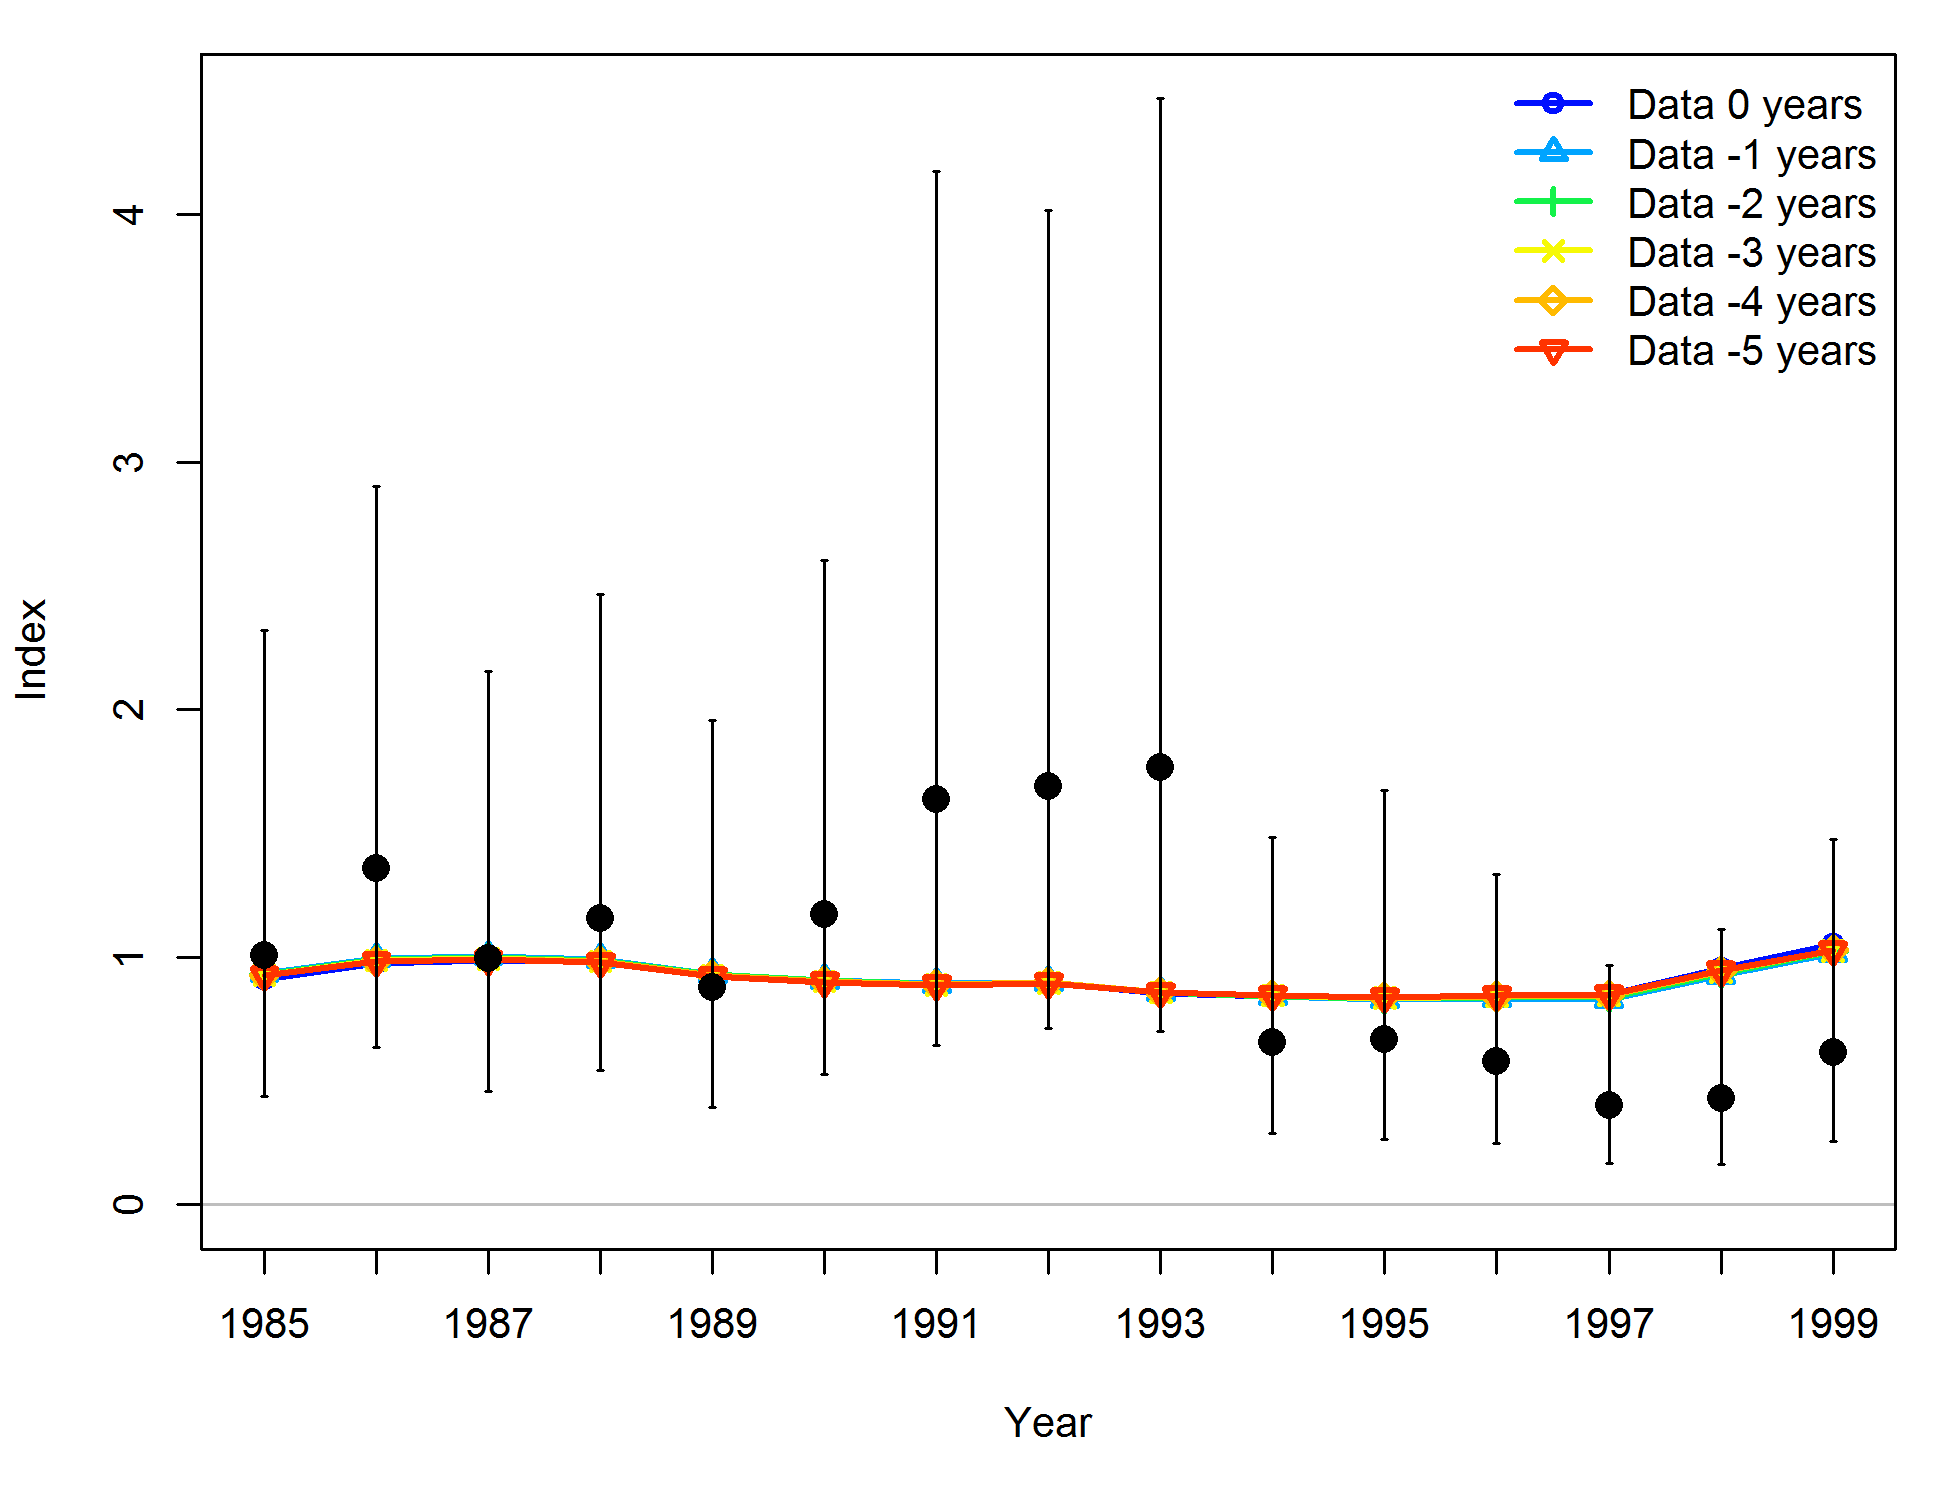 Data 0 years
Data -1 years
Data -2 years
Data -3 years
Data -4 years
Data -5 years
4
3
2
1
0
Index
1985 1987 1989 1991 1993 1995 1997 1999
Year